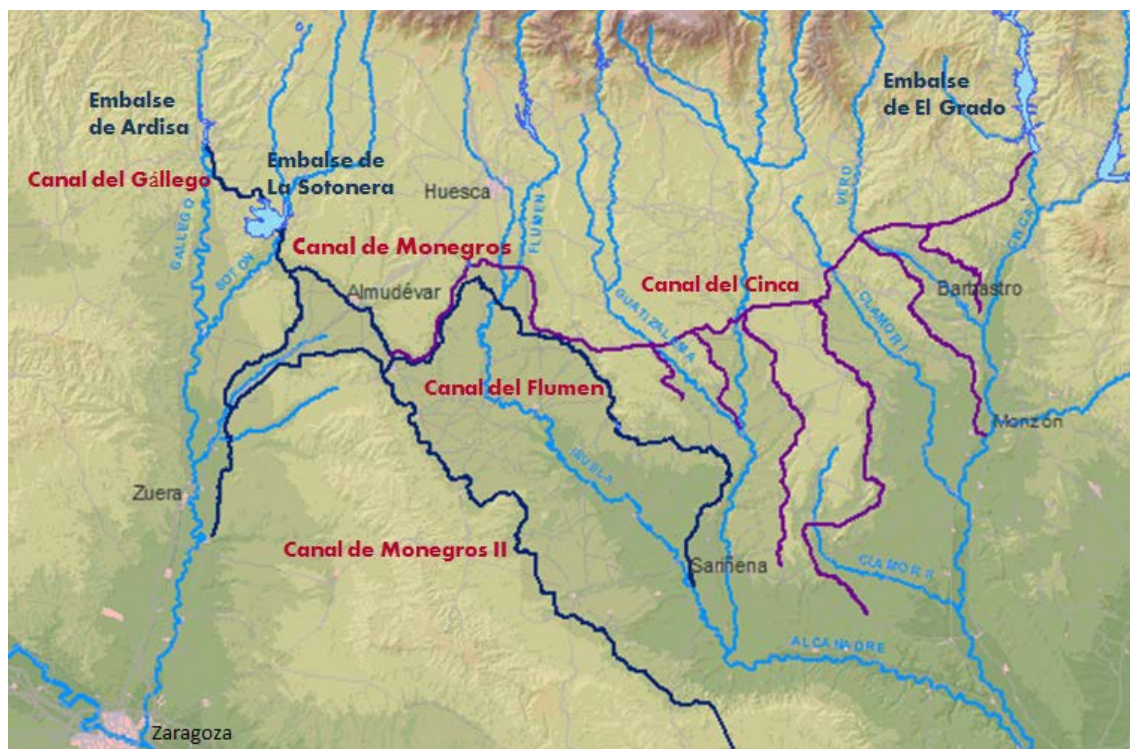 Embalse
de El Grado
Embalse
de Ardisa
Embalse de
La Sotonera
Canal del Gállego
Huesca
VERO
FLUMEN
GALLEGO
CINCA
SOTON
Canal de Monegros
Canal del Cinca
Barbastro
Almudévar
GUATIZALEMA
CLAMOR I
Canal del Flumen
Monzón
ISUELA
Zuera
Canal de Monegros II
Sariñena
CLAMOR II
ALCANADRE
Zaragoza